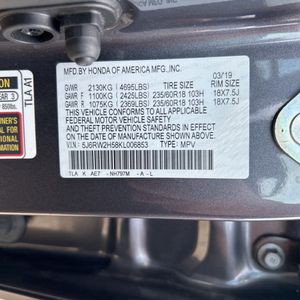 MFD.BY HONDA OF AMERICA MFG.,INC. 03/19
GAWR 2130KG (4695LBS) TIRE SIZE RIM SIZE
GAWR F 1100KG (2425LBS) 235/60R18 103H 18X7.5J
GAWR R 1075KG (2369LBS) 235/60R18 103H 18X7.5J
THIS VEHICLE CONFORMS TO ALL APPLICABLE
FEDERAL MOTOR VEHICLE SAFETY
AND THEFT PREVENTION STANDARDS IN EFFECT
ON THE DATE OF MANUFACTURE SHOWN ABOVE.
VIN: 5J6RW2H58KL006853 TYPE: MPV
TLA K AE7 -NH797M -A -L
TLA A1